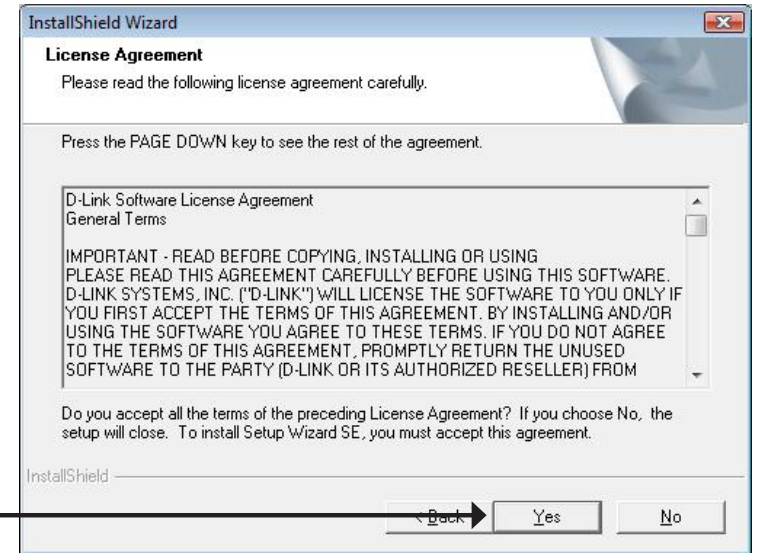 InstallShield Wizard
License Agreement
Please read the following license agreement carefully.
Press the PAGE DOWN key to see the rest of the agreement.
D-Link Software License Agreement
General Terms
IMPORTANT - READ BEFORE COPYING, INSTALLING OR USING
PLEASE READ THIS AGREEMENT CAREFULLY BEFORE USING THIS SOFTWARE.
D-LINK SYSTEMS, INC. ("D-LINK") WILL LICENSE THE SOFTWARE TO YOU ONLY IF
YOU FIRST ACCEPT THE TERMS OF THIS AGREEMENT. BY INSTALLING AND/OR
USING THE SOFTWARE YOU AGREE TO THESE TERMS. IF YOU DO NOT AGREE
TO THE TERMS OF THIS AGREEMENT, PROMPTLY RETURN THE UNUSED
SOFTWARE TO THE PARTY (D-LINK OR ITS AUTHORIZED RESELLER) FROM
Do you accept all the terms of the preceding License Agreement? If you choose No, the
setup will close. To install Setup Wizard SE, you must accept this agreement.
InstallShield
< Back Yes No